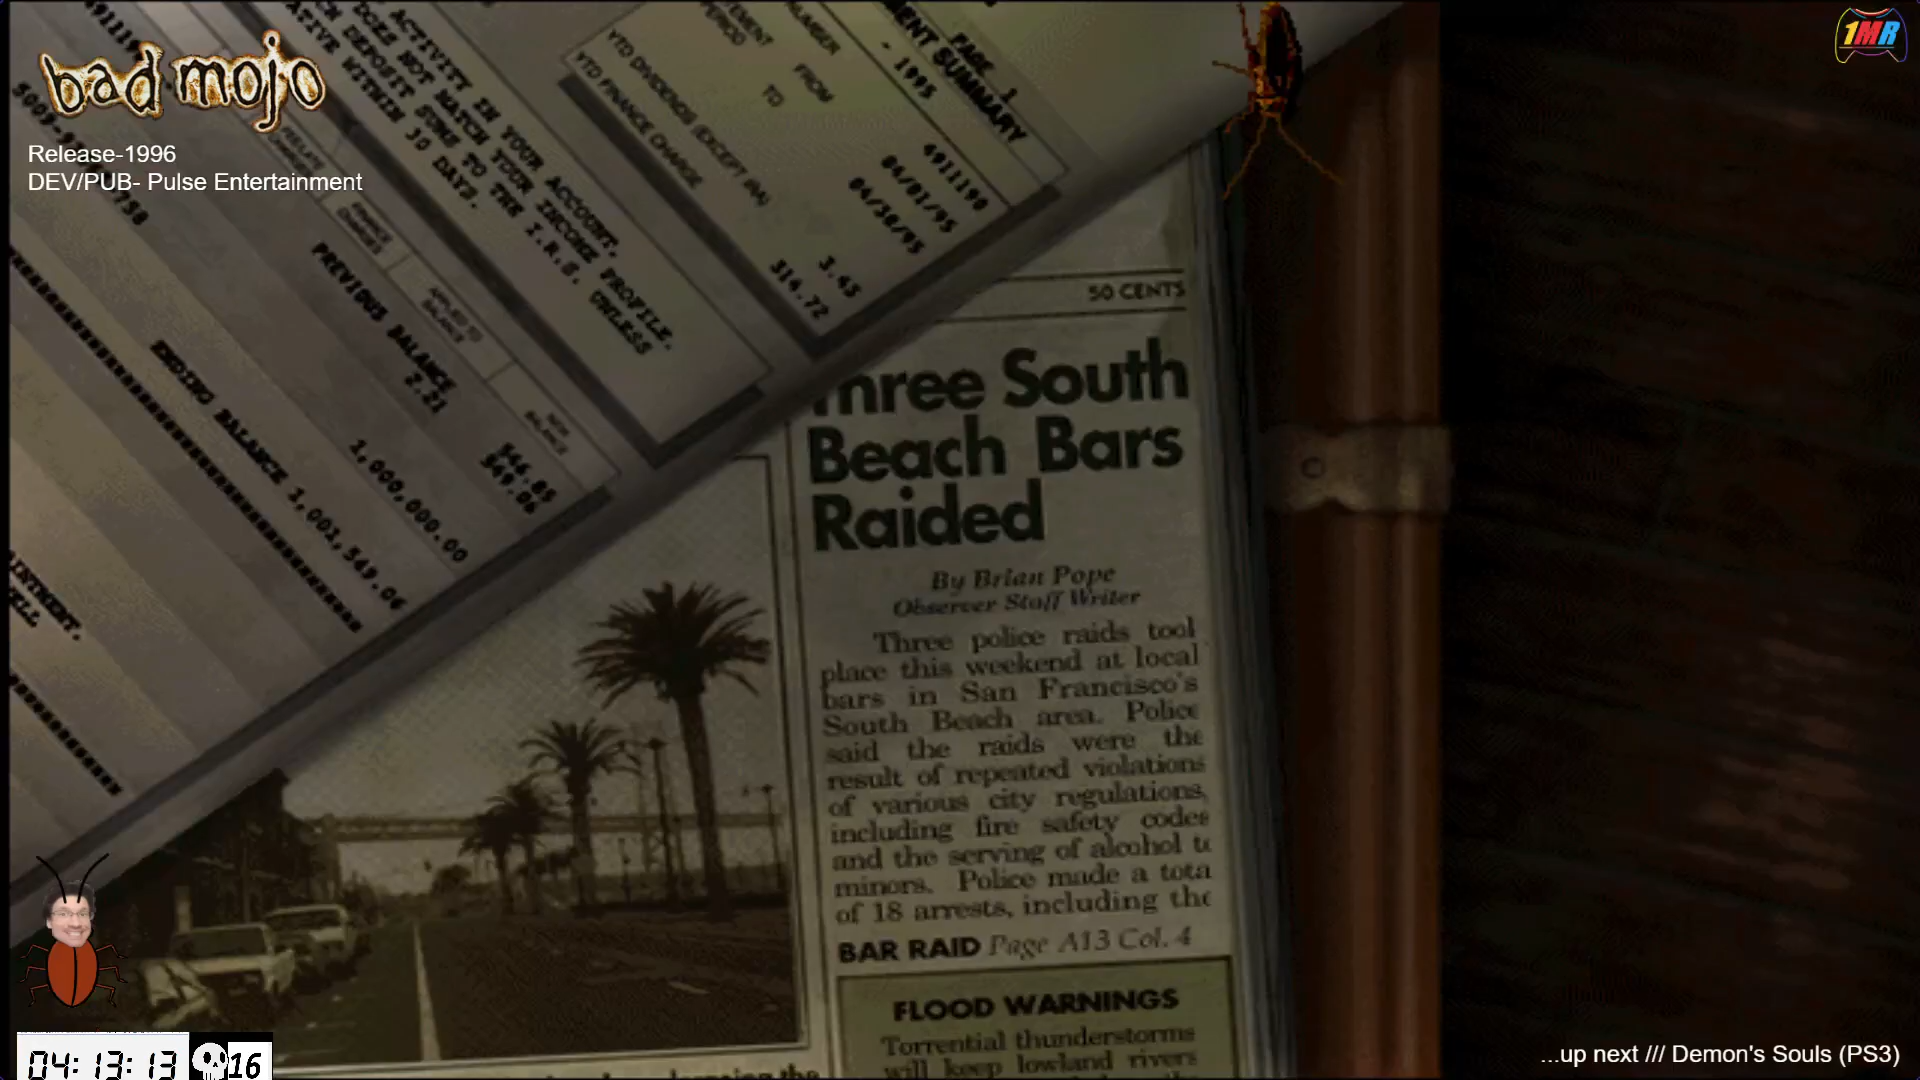 bad mojo
Release-1996
DEV/PUB- Pulse Entertainment
1MR
PAGE 1
ENT SUMMARY
- 1995
FROM
TO
PERIOD
4911190
04/01/95
04/30/95
YTD DIVIDENDS (EXCEPT IRA)
YTD FINANCE CHARGE
3.45
314.72
ACTIVITY IN YOUR ACCOUNT.
DOES NOT MATCH YOUR INCOME PROFILE.
DEPOSIT SUMS TO THE I.R.S. UNLESS
WITHIN 30 DAYS.
PREVIOUS BALANCE
2.21
546.85
549.06
1,000,000.00
ENDING BALANCE 1,001,549.06
50 CENTS
Three South
Beach Bars
Raided
By Brian Pope
Observer Staff Writer
Three police raids tool
place this weekend at local
bars in San Francisco's
South Beach area. Police
said the raids were the
result of repeated violations
of various city regulations,
including fire safety codes
and the serving of alcohol to
minors. Police made a tota
of 18 arrests, including the
BAR RAID Page A13 Col. 4
FLOOD WARNINGS
Torrential thunderstorms
will keep lowland rivers
04:13:13
16
...up next /// Demon's Souls (PS3)